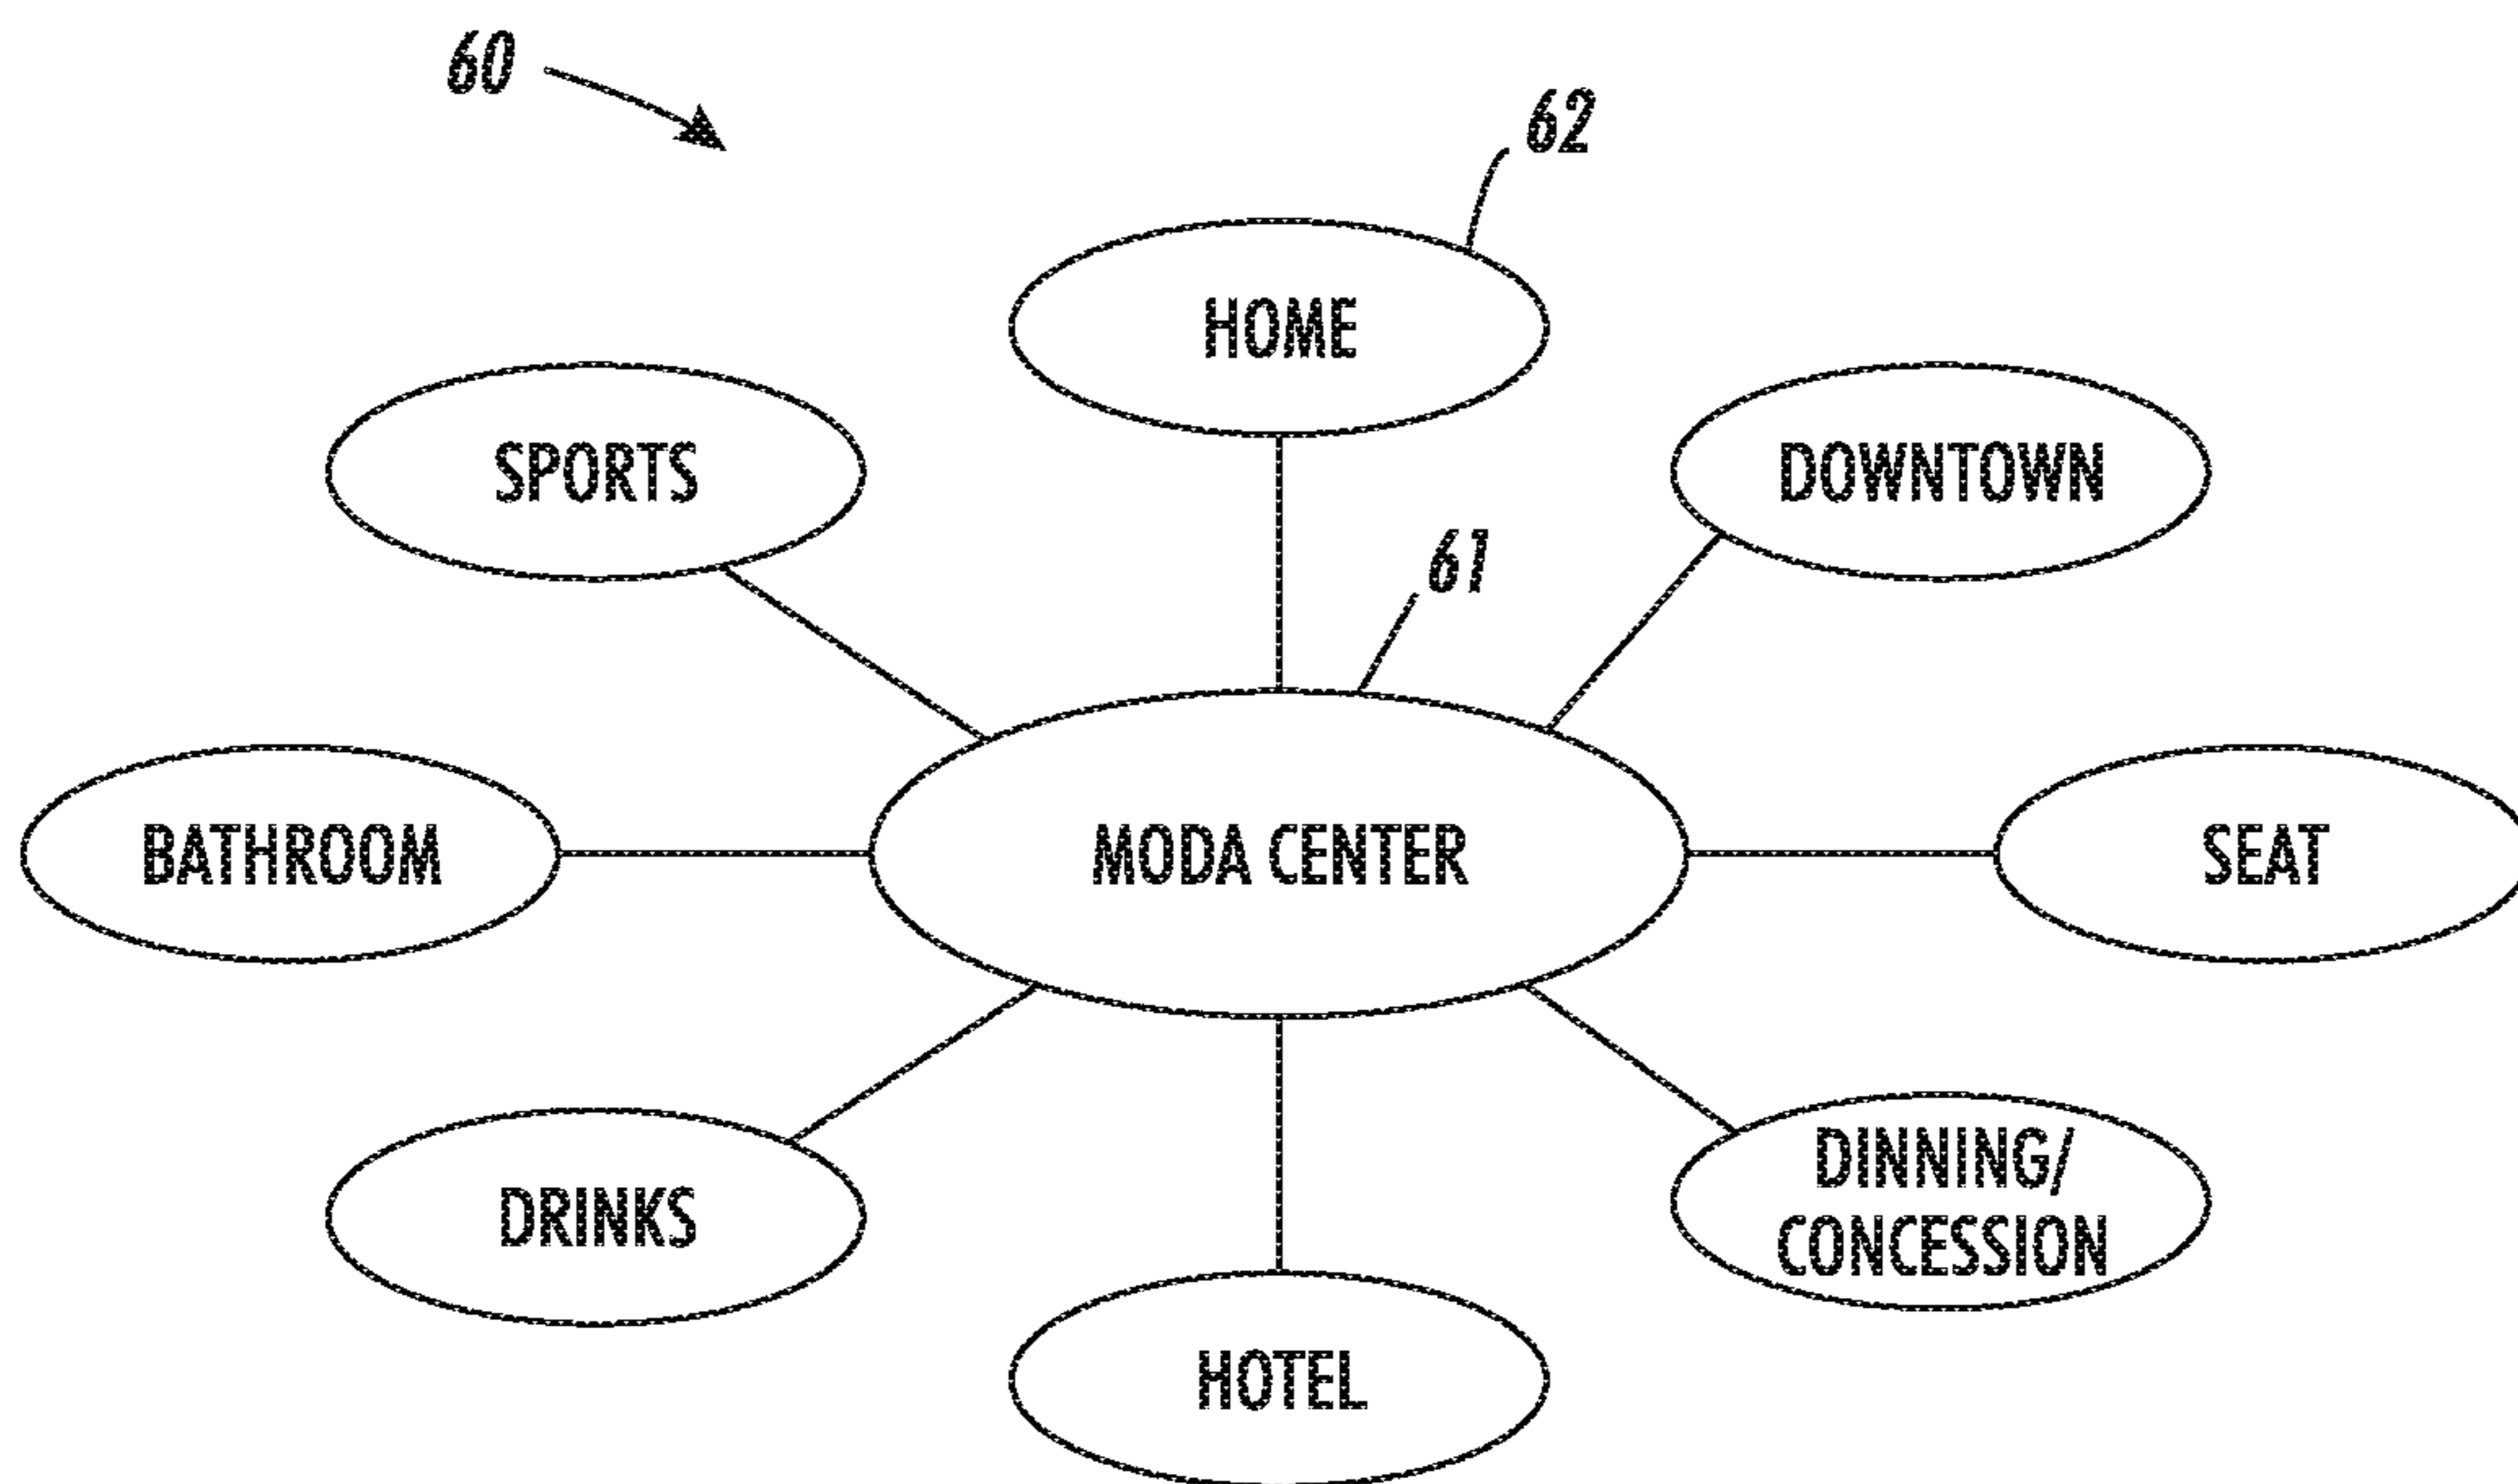 60
62
HOME
SPORTS
DOWNTOWN
61
BATHROOM
MODA CENTER
SEAT
DINNING/
CONCESSION
DRINKS
HOTEL